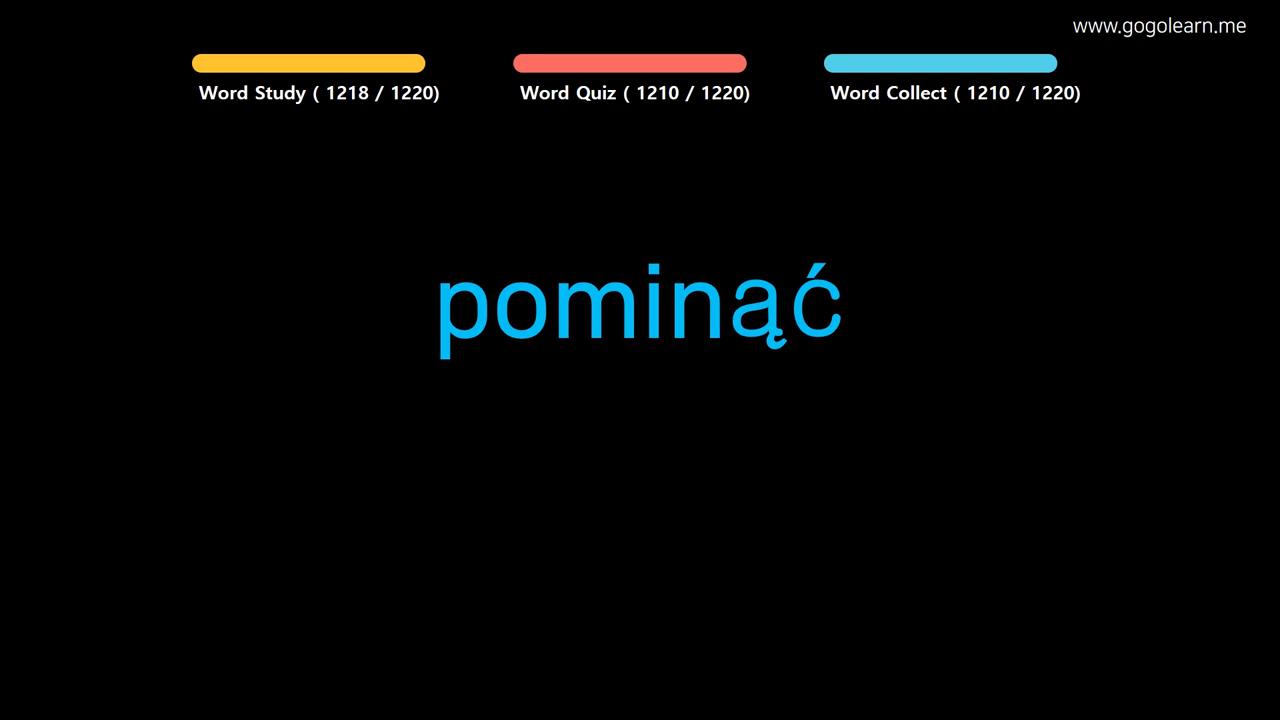 www.gogolearn.me
Word Study ( 1218 / 1220)
Word Quiz ( 1210 / 1220)
Word Collect ( 1210 / 1220)
pominąć